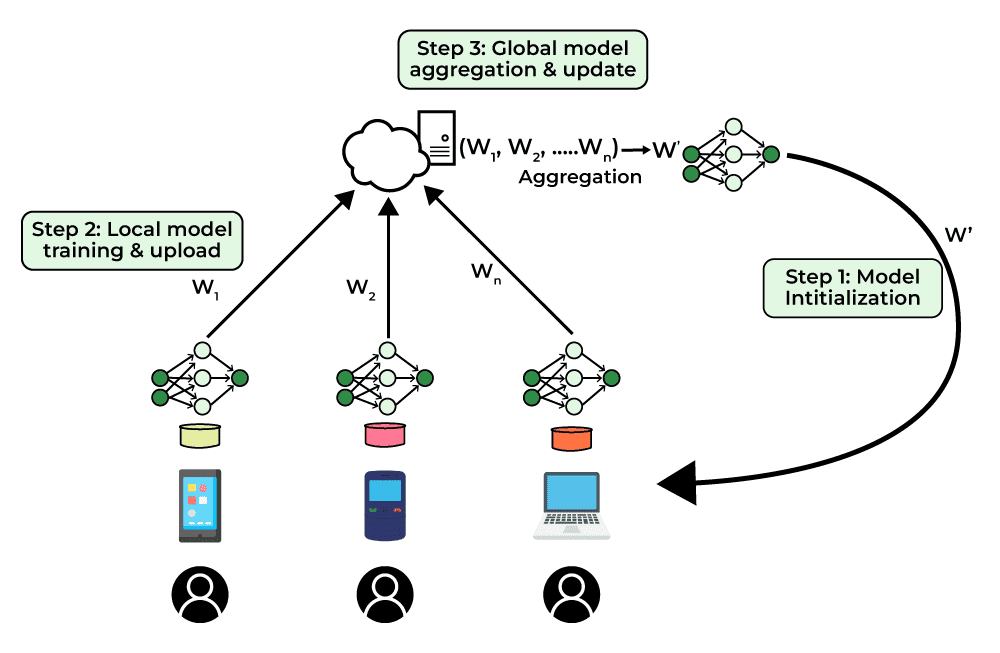 Step 3: Global model
aggregation & update
(W1, W2, .....Wn) → W'
Aggregation
Step 2: Local model
training & upload
W1
W2
Wn
W'
Step 1: Model
Intitialization